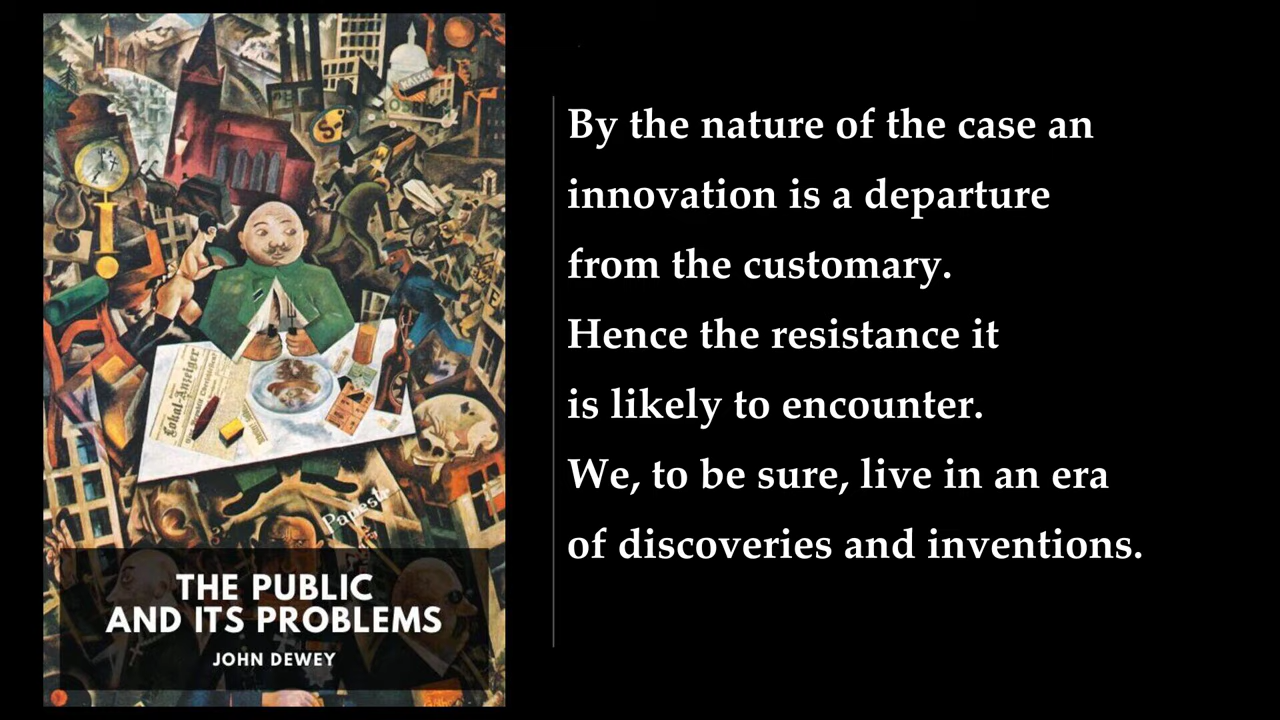 By the nature of the case an
innovation is a departure
from the customary.
Hence the resistance it
is likely to encounter.
We, to be sure, live in an era
of discoveries and inventions.
Lokal-Anzeiger
THE PUBLIC
AND ITS PROBLEMS
JOHN DEWEY